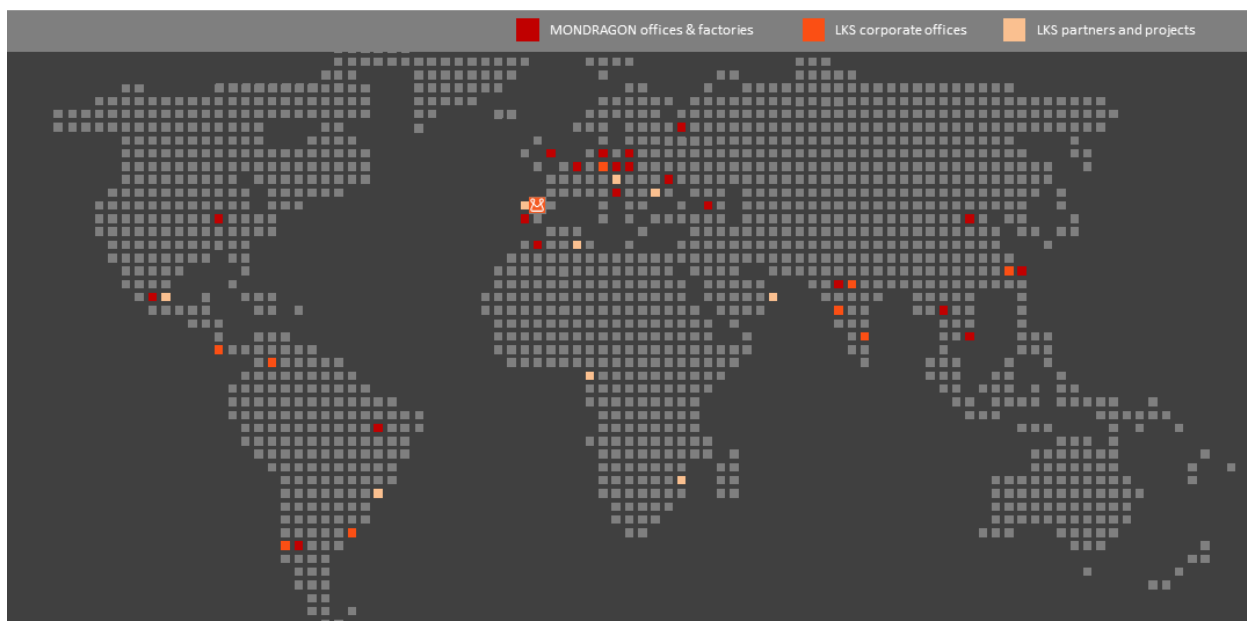 MONDRAGON offices & factories
LKS corporate offices
LKS partners and projects